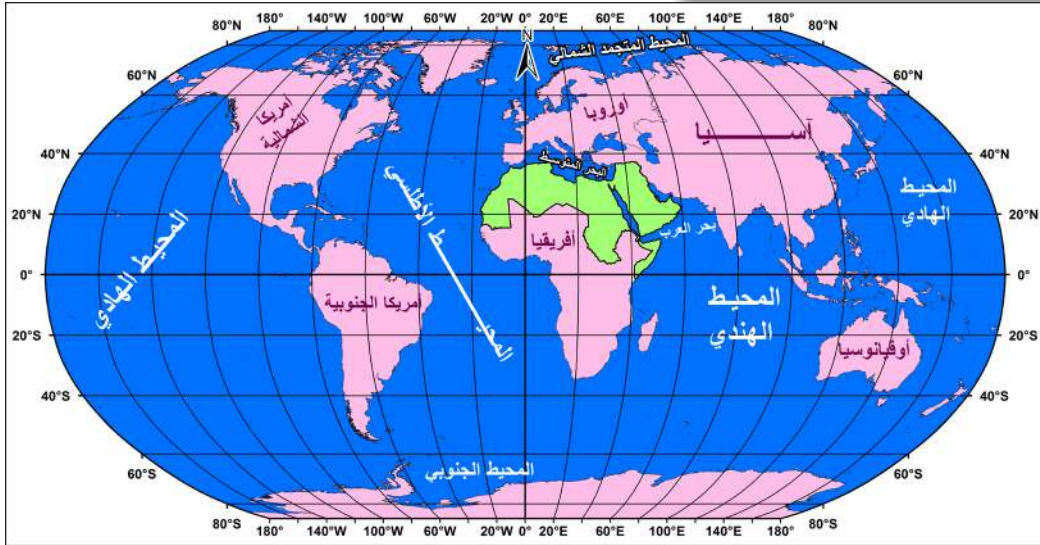 80°N 180° 140°W 100°W 60°W 20°W 0° 20°E 60°E 100°E 140°E 180° 80°N
N
المحيط المتجمد الشمالي
60°N 60°N
أمريكا
الشمالية
أوروبا
آســـــــيا
40°N 40°N
البحر المتوسط
المحيط
الهادي
20°N 20°N
المحيـــــط الأطلسي
المحيط الهادي
أفريقيا
بحر العرب
0° 0°
أمريكا الجنوبية
المحيط
الهندي
20°S 20°S
أوقيانوسيا
40°S 40°S
60°S 60°S
المحيط الجنوبي
80°S 180° 140°W 100°W 60°W 20°W 0° 20°E 60°E 100°E 140°E 180° 80°S